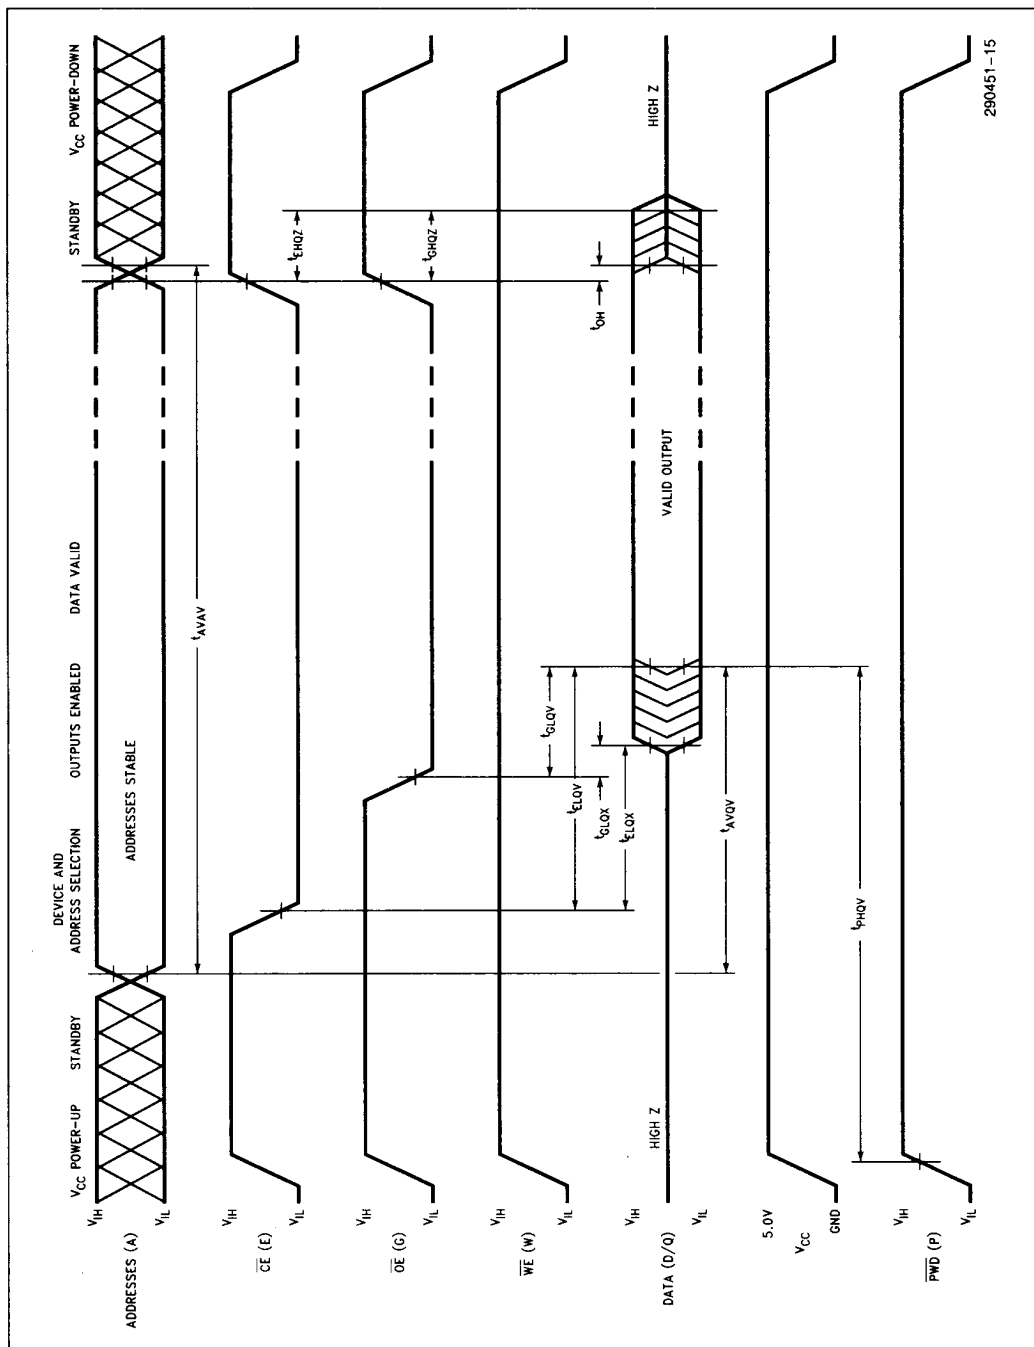 VCC POWER-UP
STANDBY
DEVICE AND
ADDRESS SELECTION
OUTPUTS ENABLED
DATA VALID
STANDBY
VCC POWER-DOWN
VIH
ADDRESSES (A)
VIL
ADDRESSES STABLE
tAVAV
VIH
CE (E)
VIL
tEHQZ
VIH
OE (G)
VIL
tGHQZ
VIH
WE (W)
VIL
tGLQV
tELQV
tGLQX
tELQX
tOH
VIH
DATA (D/Q)
VIL
HIGH Z
VALID OUTPUT
HIGH Z
tAVQV
5.0V
VCC
GND
tPHQV
VIH
PWD (P)
VIL
290451-15